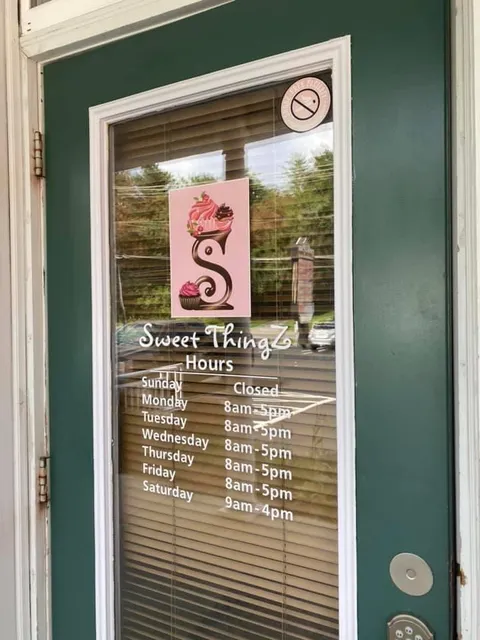 S
Sweet ThingZ'
Hours
Sunday Closed
Monday 8am-5pm
Tuesday 8am-5pm
Wednesday 8am-5pm
Thursday 8am-5pm
Friday 8am-5pm
Saturday 9am-4pm